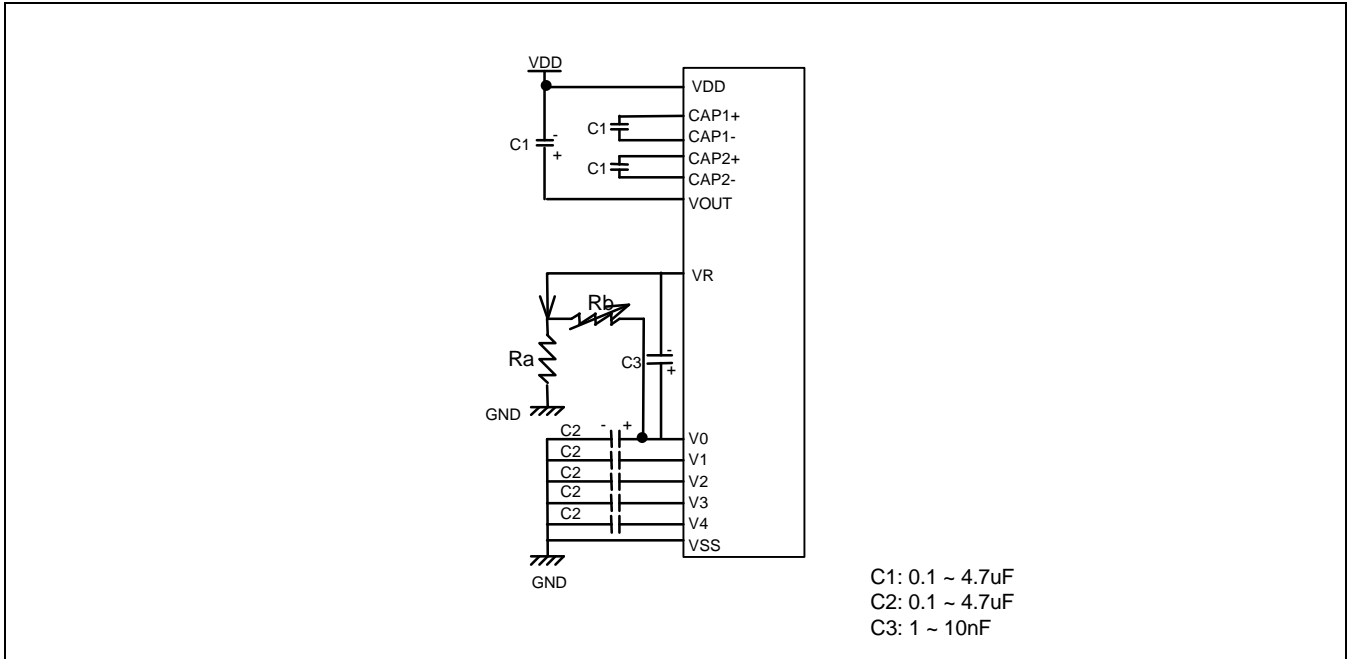 VDD
VDD
CAP1+
C1
CAP1-
C1
-
+
CAP2+
C1
CAP2-
VOUT
VR
Rb
Ra
C3
-
+
GND
C2
-
+
V0
C2
V1
C2
V2
C2
V3
C2
V4
VSS
GND
C1: 0.1 ~ 4.7uF
C2: 0.1 ~ 4.7uF
C3: 1 ~ 10nF